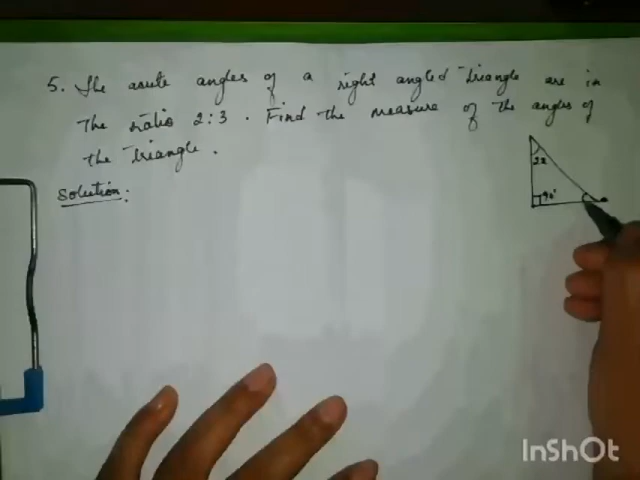 5. The acute angles of a right angled Triangle are in
The ratio 2:3. Find the measure of the angles of
the triangle.
Solution:
2x
90°
InShOt